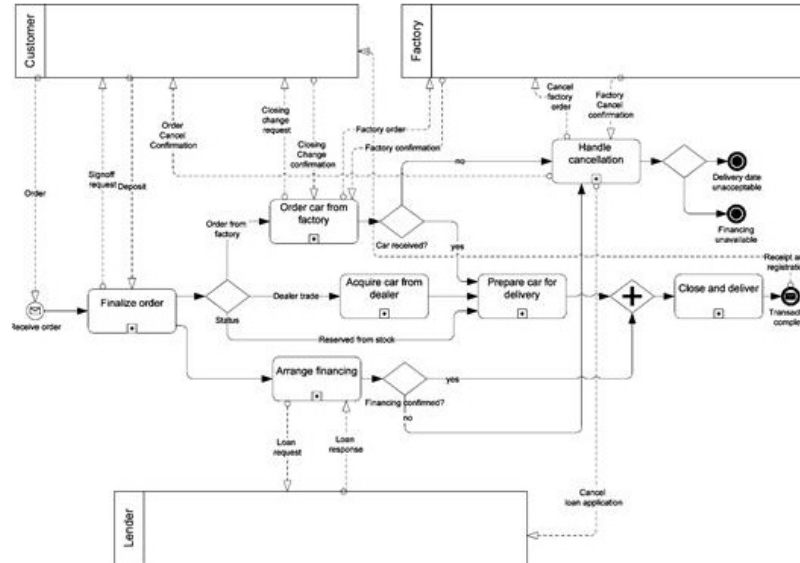 Customer
Factory
Order
Cancel
Confirmation
Closing
change
request
Closing
Change
confirmation
Factory order
Factory confirmation
Cancel
factory
order
Factory
Cancel
confirmation
Signoff
request
Deposit
Order
no
Handle
cancellation
Delivery date
unacceptable
Financing
unavailable
Order from
factory
Order car from
factory
Car received?
yes
Receipt an
registratio
Receive order
Finalize order
Status
Dealer trade
Acquire car from
dealer
Prepare car for
delivery
Close and deliver
Transac
comple
Reserved from stock
Arrange financing
Financing confirmed?
yes
no
Loan
request
Loan
response
Cancel
loan application
Lender